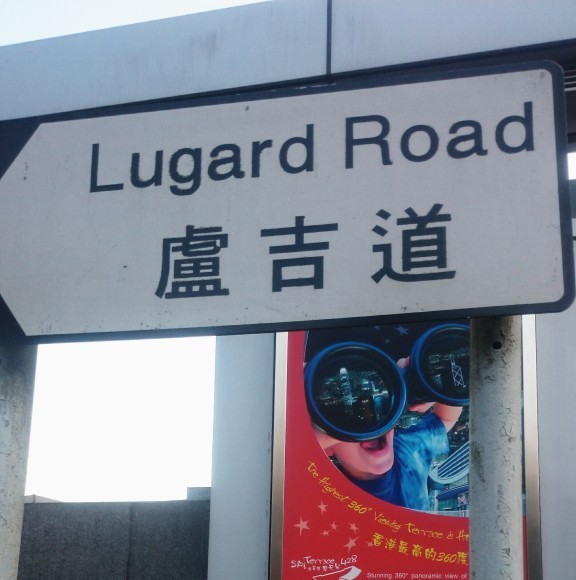 Lugard Road
盧吉道
The Highest 360° Viewing Terrace
香港最高的360度
Sky Terrace 428
Stunning 360° panoramic view of